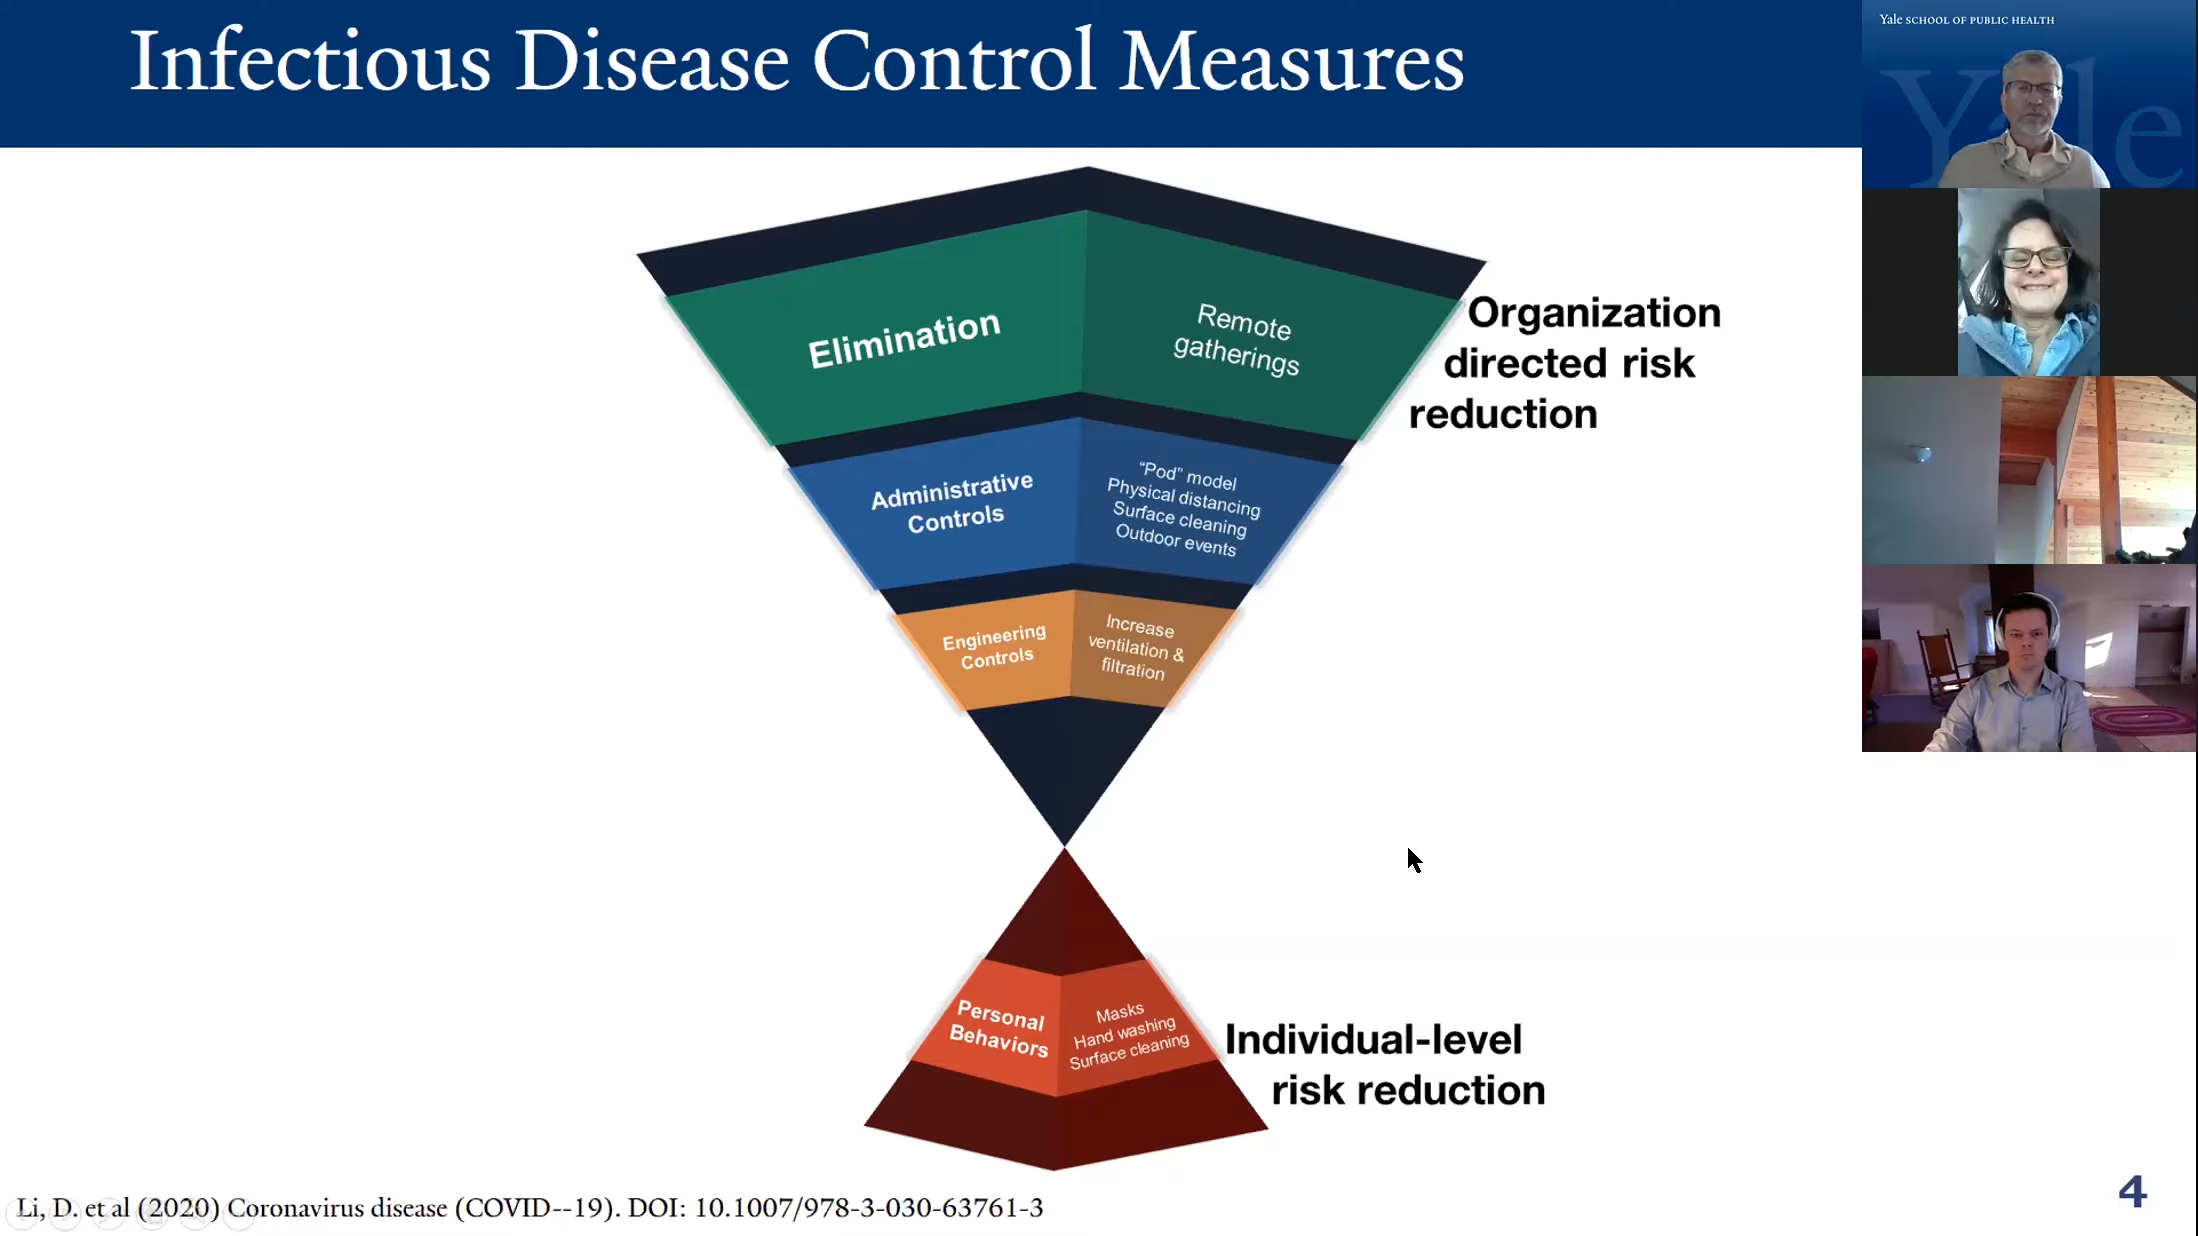 Infectious Disease Control Measures
Yale SCHOOL OF PUBLIC HEALTH
Yale
Elimination
Remote
gatherings
Organization
directed risk
reduction
Administrative
Controls
“Pod” model
Physical distancing
Surface cleaning
Outdoor events
Engineering
Controls
Increase
ventilation &
filtration
Personal
Behaviors
Masks
Hand washing
Surface cleaning
Individual-level
risk reduction
Li, D. et al (2020) Coronavirus disease (COVID--19). DOI: 10.1007/978-3-030-63761-3
4